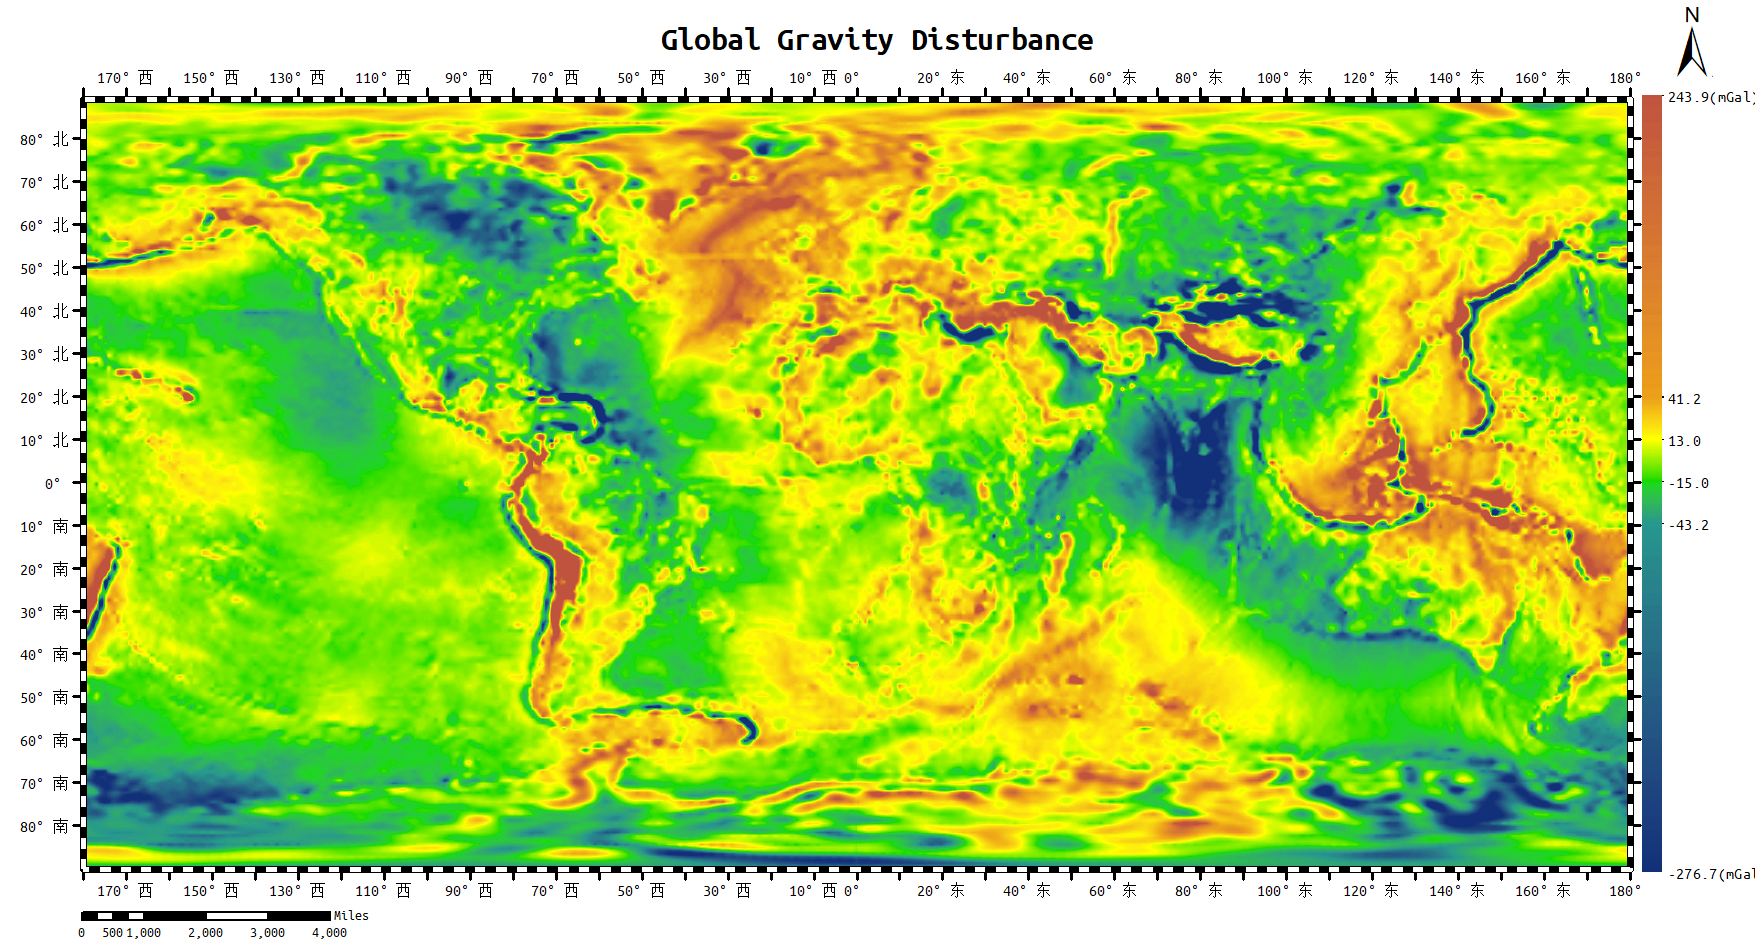 N
Global Gravity Disturbance
170° 西 150° 西 130° 西 110° 西 90° 西 70° 西 50° 西 30° 西 10° 西 0° 20° 东 40° 东 60° 东 80° 东 100° 东 120° 东 140° 东 160° 东 180°
243.9(mGal)
80° 北
70° 北
60° 北
50° 北
40° 北
30° 北
20° 北
41.2
10° 北
13.0
0°
-15.0
10° 南
-43.2
20° 南
30° 南
40° 南
50° 南
60° 南
70° 南
80° 南
-276.7(mGal)
170° 西 150° 西 130° 西 110° 西 90° 西 70° 西 50° 西 30° 西 10° 西 0° 20° 东 40° 东 60° 东 80° 东 100° 东 120° 东 140° 东 160° 东 180°
Miles
0 500 1,000 2,000 3,000 4,000